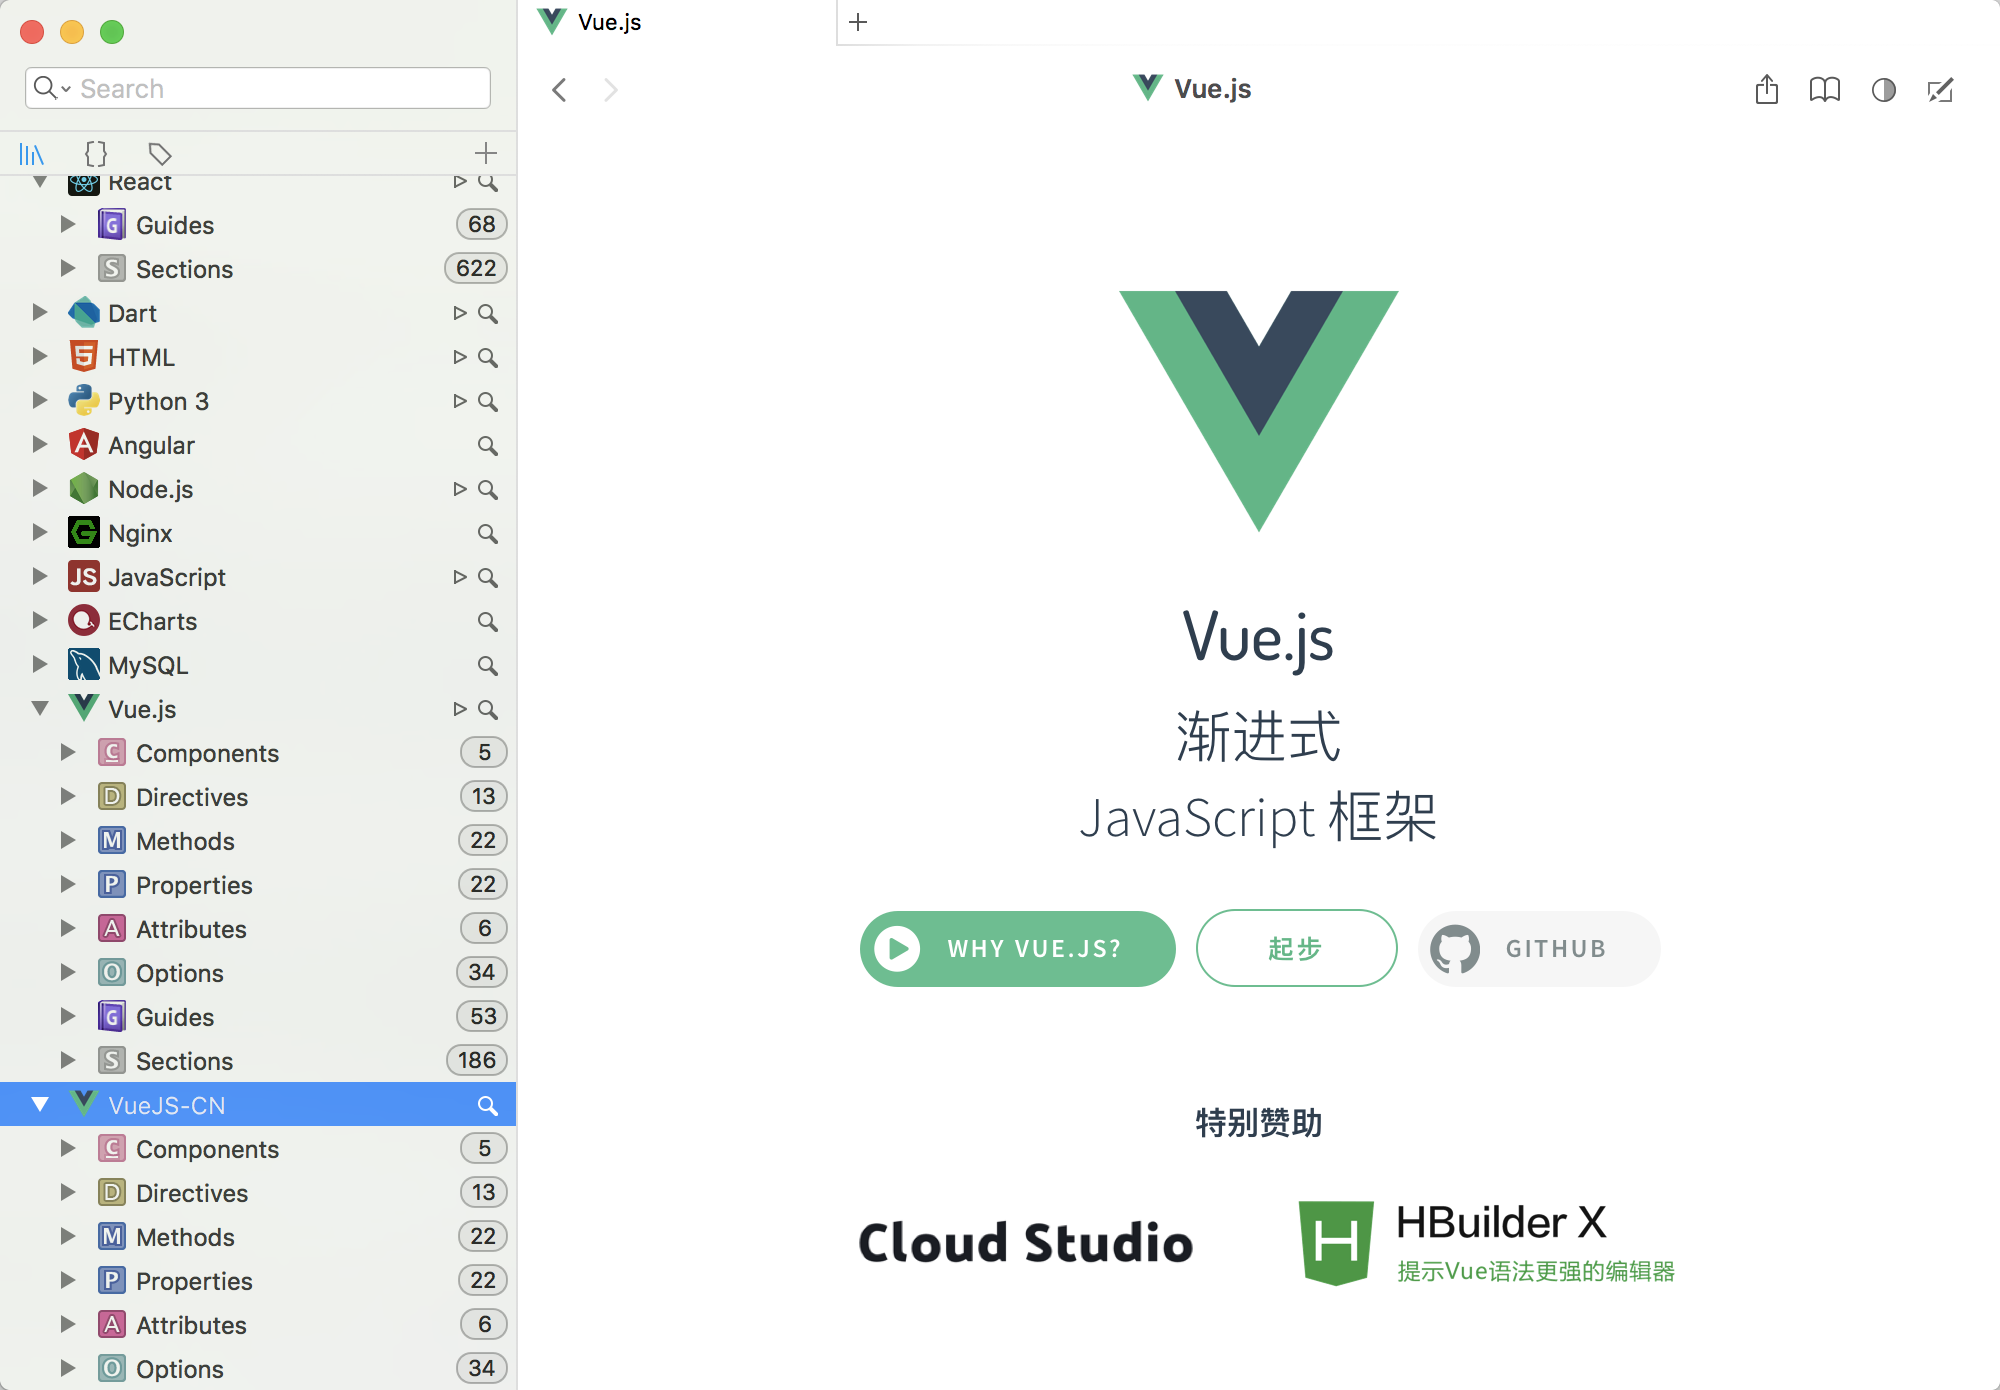 Vue.js
Search
Vue.js
React
Guides 68
Sections 622
Dart
HTML
Python 3
Angular
Node.js
Nginx
JS JavaScript
ECharts
MySQL
Vue.js
C Components 5
D Directives 13
M Methods 22
P Properties 22
A Attributes 6
O Options 34
G Guides 53
S Sections 186
VueJS-CN
C Components 5
D Directives 13
M Methods 22
P Properties 22
A Attributes 6
O Options 34
Vue.js
渐进式
JavaScript 框架
WHY VUE.JS?
起步
GITHUB
特别赞助
Cloud Studio
H HBuilder X
提示Vue语法更强的编辑器